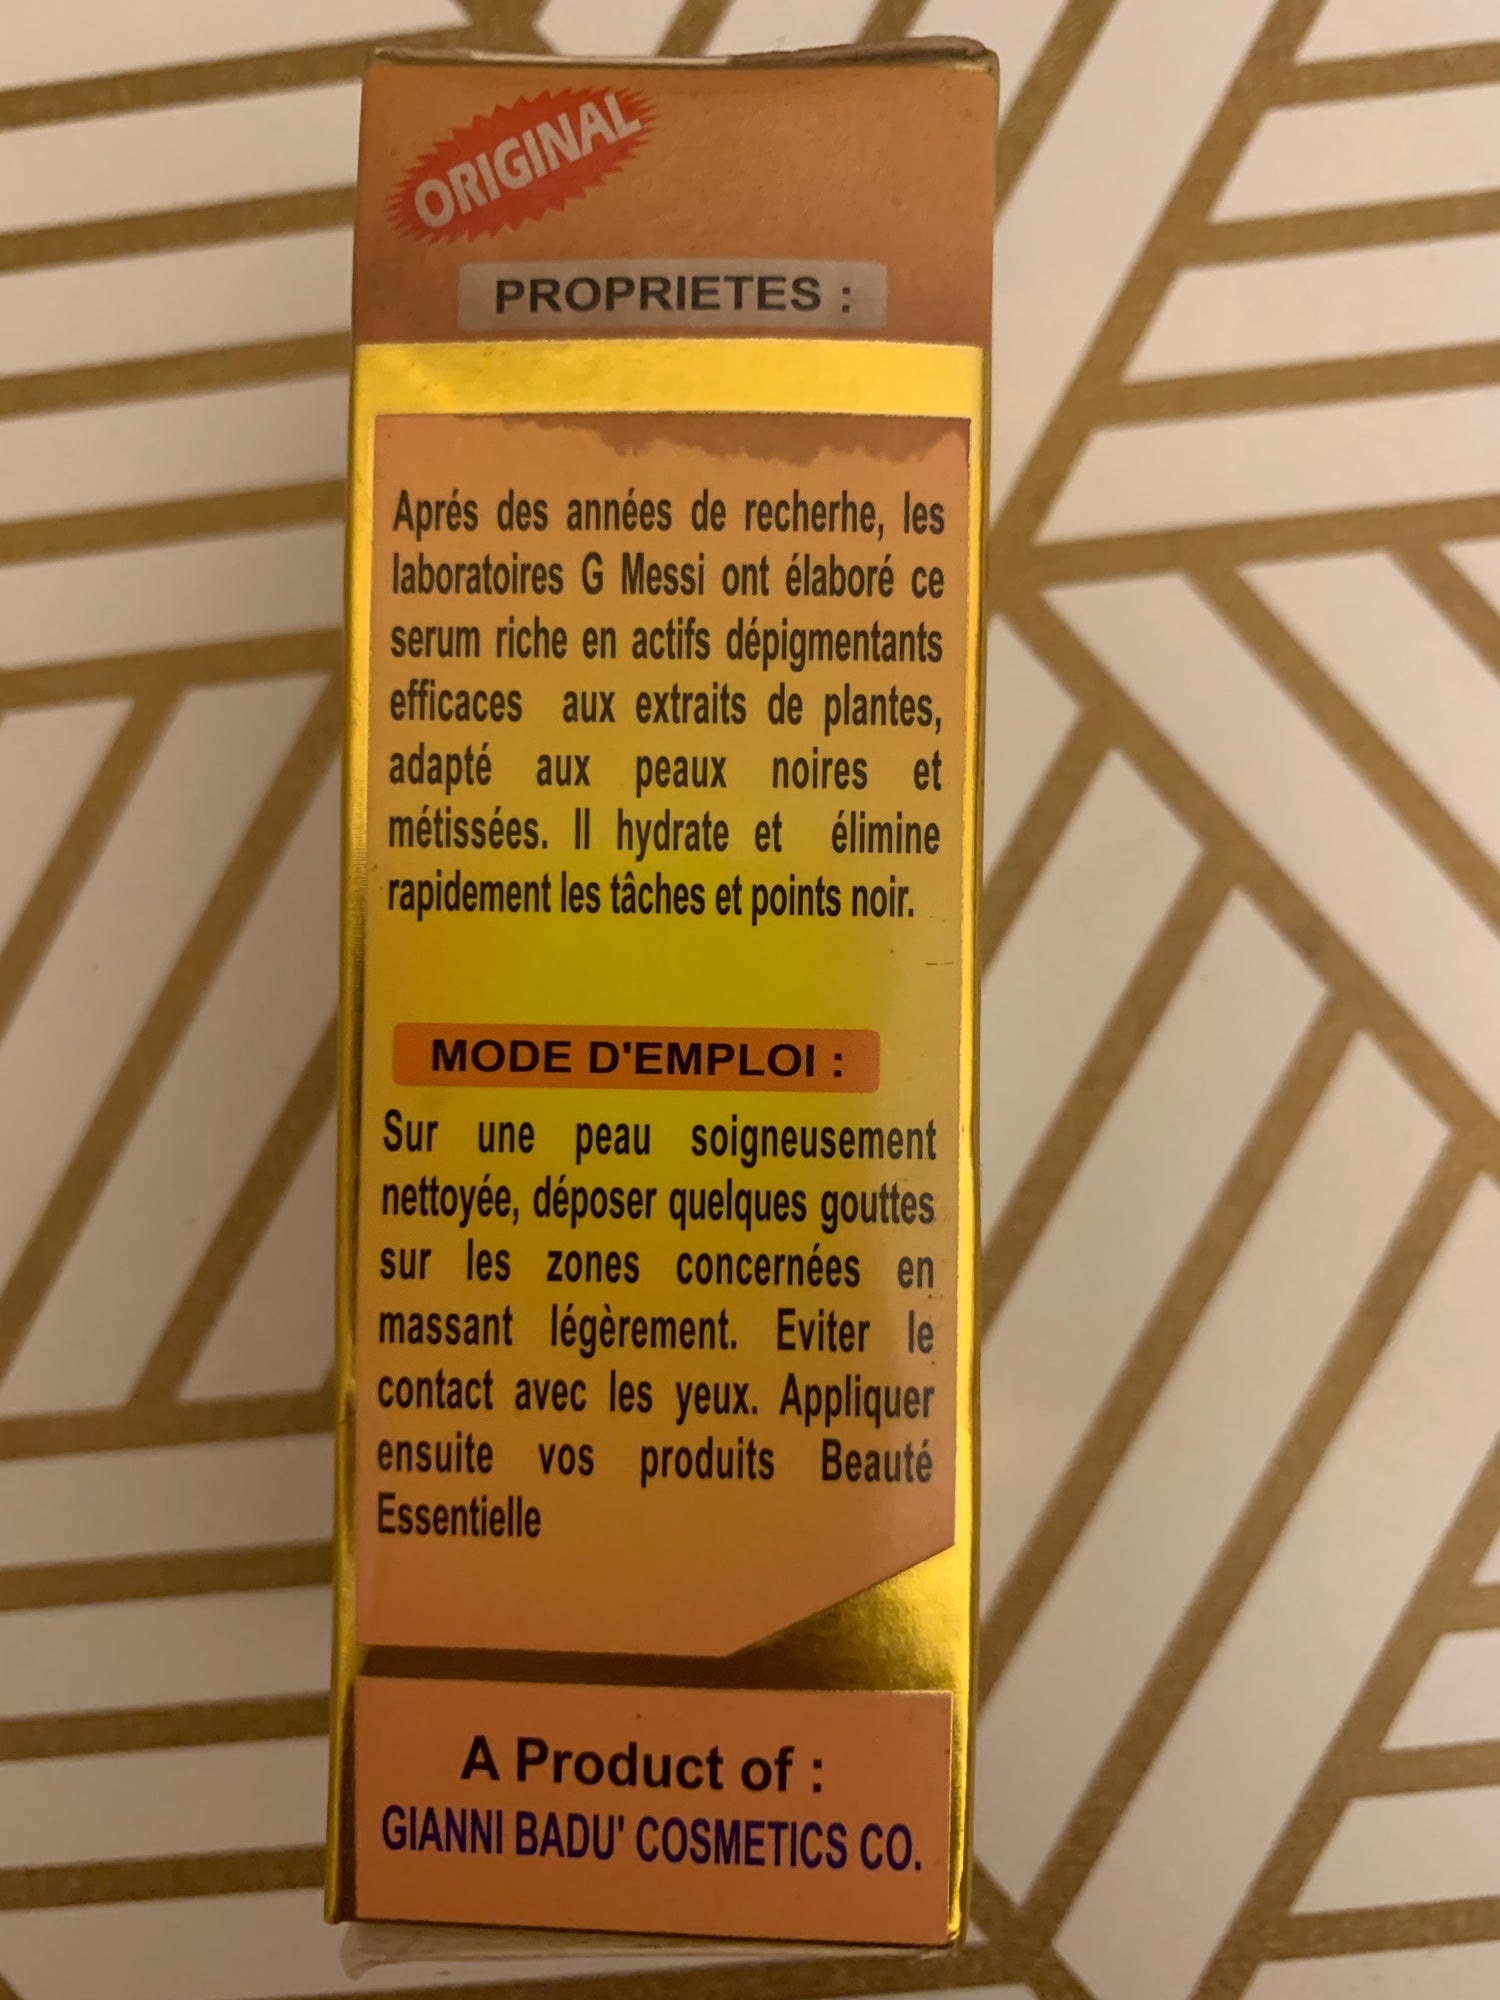 ORIGINAL
PROPRIETES :
Aprés des années de recherhe, les
laboratoires G Messi ont élaboré ce
serum riche en actifs dépigmentants
efficaces aux extraits de plantes,
adapté aux peaux noires et
métissées. Il hydrate et élimine
rapidement les tâches et points noir.
MODE D'EMPLOI :
Sur une peau soigneusement
nettoyée, déposer quelques gouttes
sur les zones concernées en
massant légèrement. Eviter le
contact avec les yeux. Appliquer
ensuite vos produits Beauté
Essentielle
A Product of :
GIANNI BADU' COSMETICS CO.